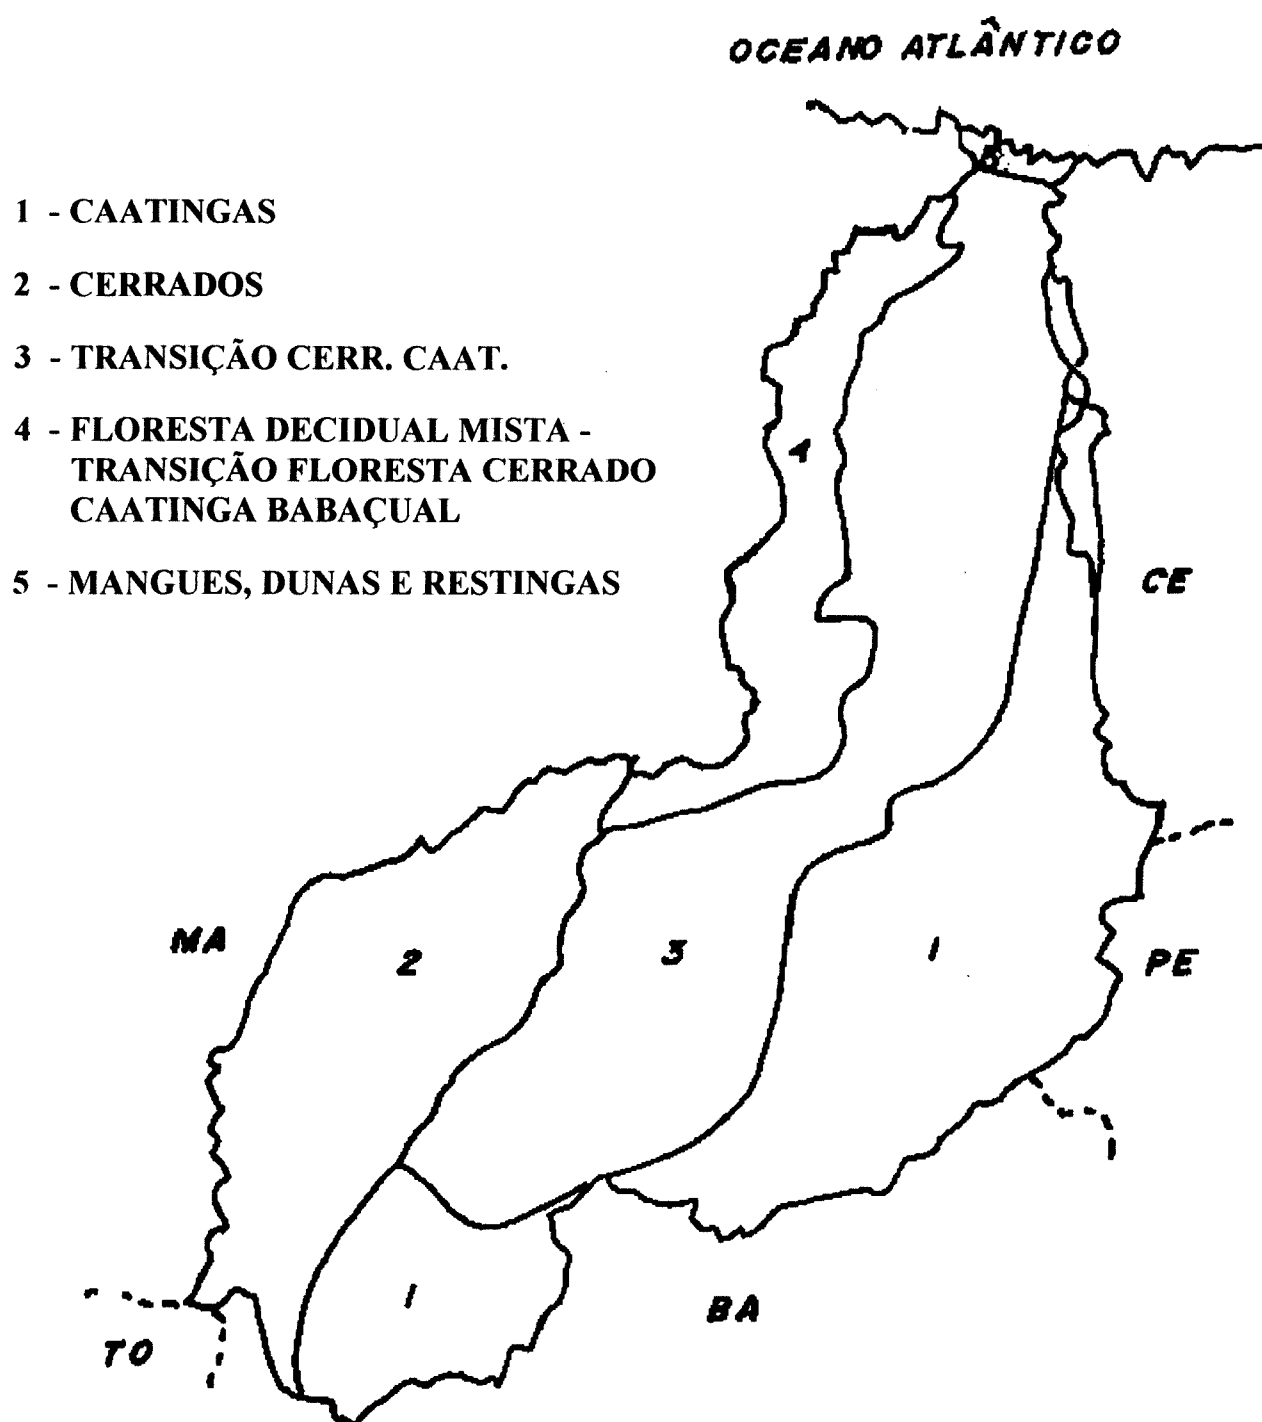 OCEANO ATLÂNTICO
1 - CAATINGAS
2 - CERRADOS
3 - TRANSIÇÃO CERR. CAAT.
4 - FLORESTA DECIDUAL MISTA -
TRANSIÇÃO FLORESTA CERRADO
CAATINGA BABAÇUAL
5 - MANGUES, DUNAS E RESTINGAS
5
4
CE
MA
2
3
1
PE
1
BA
TO